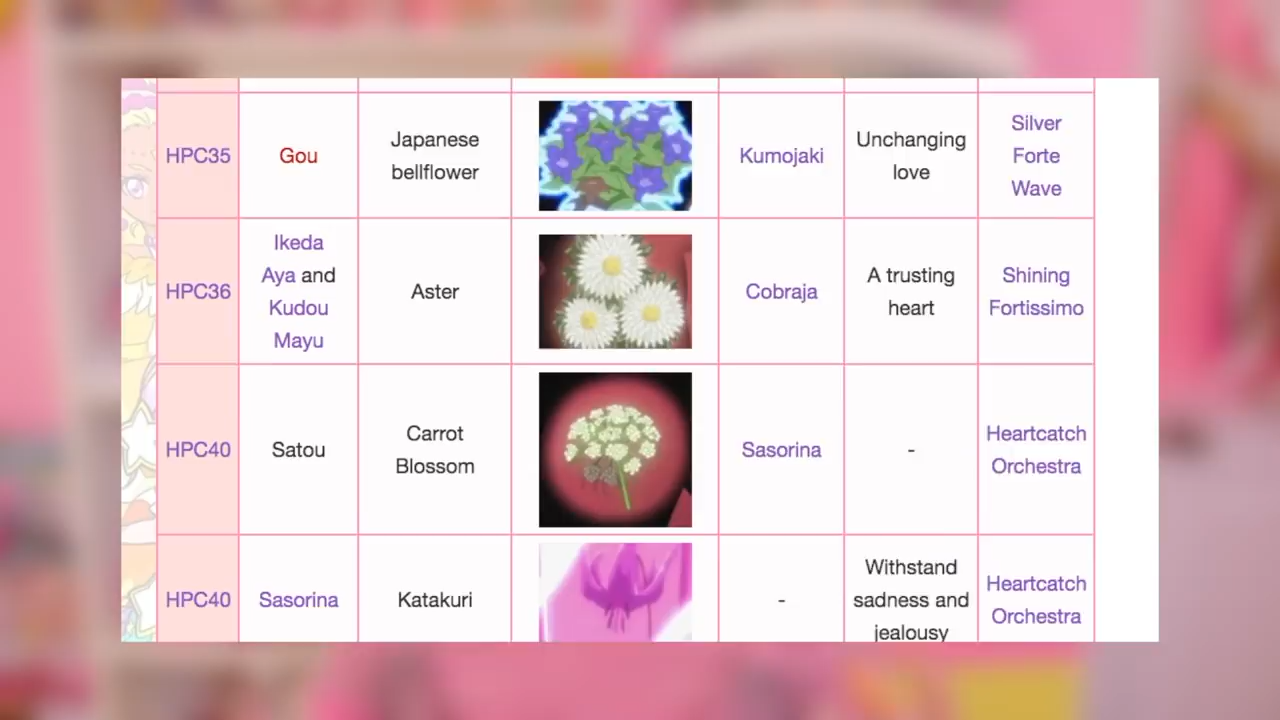 HPC35
Gou
Japanese
bellflower
Kumojaki
Unchanging
love
Silver
Forte
Wave
HPC36
Ikeda
Aya and
Kudou
Mayu
Aster
Cobraja
A trusting
heart
Shining
Fortissimo
HPC40
Satou
Carrot
Blossom
Sasorina
-
Heartcatch
Orchestra
HPC40
Sasorina
Katakuri
-
Withstand
sadness and
jealousy
Heartcatch
Orchestra